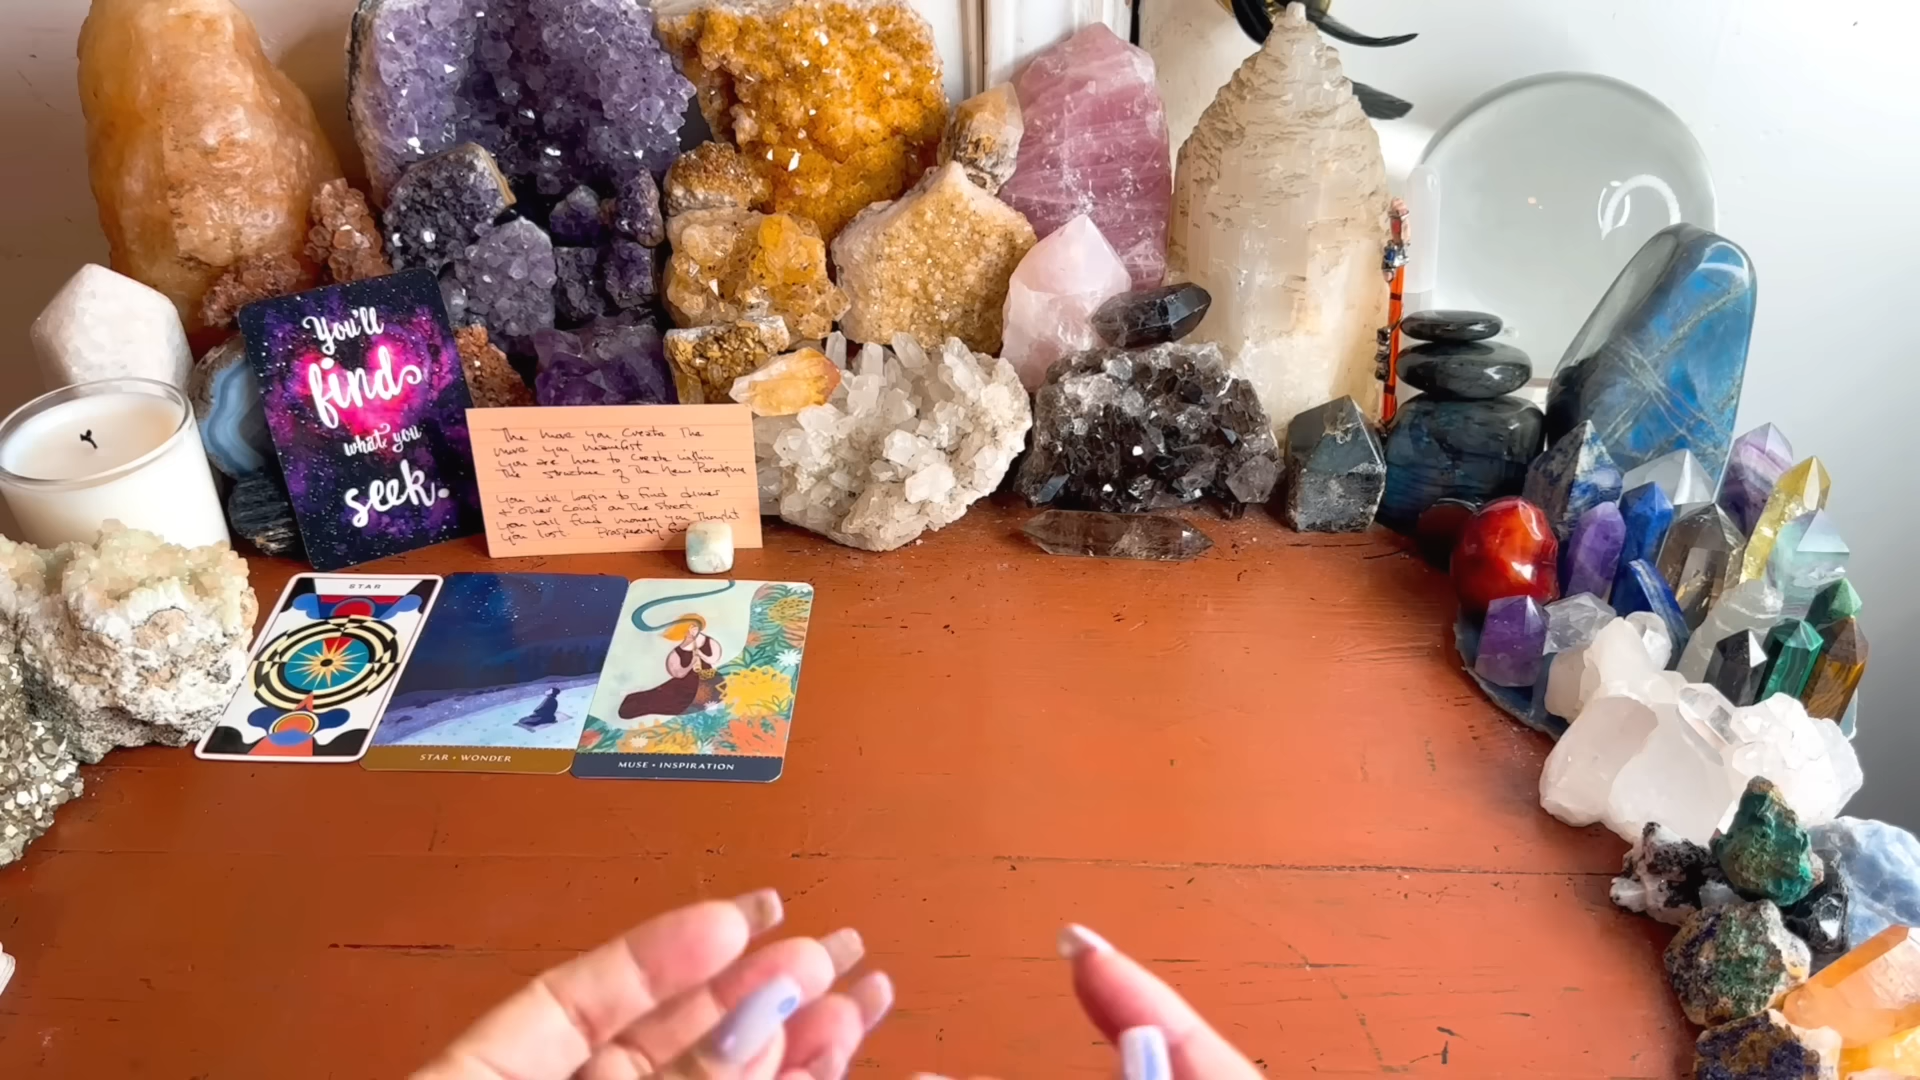 You'll
find
what you
seek.
The more you create The
more you manifest
you are here to create within
The structure of The New Paradigm
you will begin to find dimes
+ other coins on The street.
you will find money you Thought
you lost. Prosperity
STAR
STAR • WONDER
MUSE • INSPIRATION